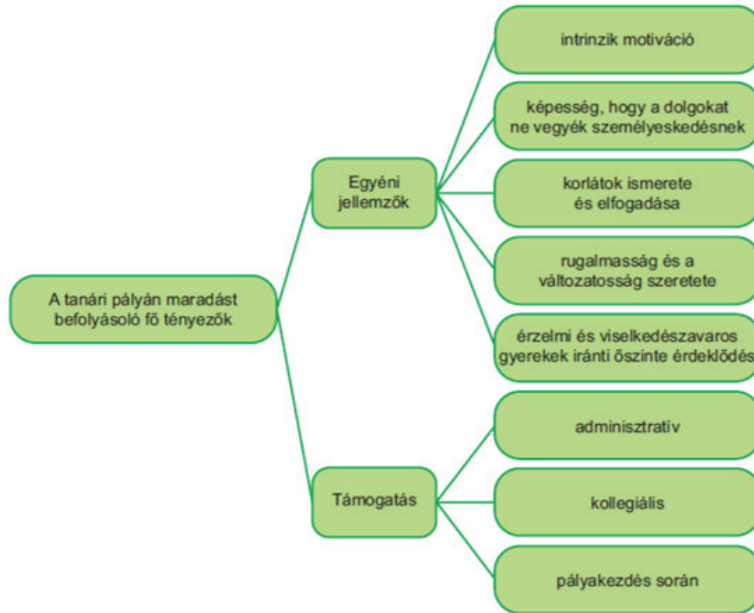 A tanári pályán maradást
befolyásoló fő tényezők
Egyéni
jellemzők
intrinzik motiváció
képesség, hogy a dolgokat
ne vegyék személyeskedésnek
korlátok ismerete
és elfogadása
rugalmasság és a
változatosság szeretete
érzelmi és viselkedészavaros
gyerekek iránti őszinte érdeklődés
Támogatás
adminisztratív
kollegiális
pályakezdés során